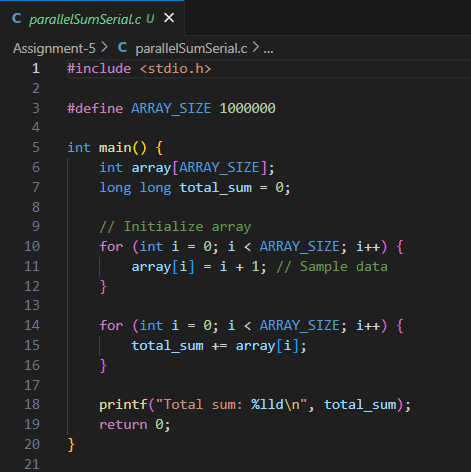 C parallelSumSerial.c U ×
Assignment-5 > C parallelSumSerial.c > ...
1 #include <stdio.h>
2
3 #define ARRAY_SIZE 1000000
4
5 int main() {
6     int array[ARRAY_SIZE];
7     long long total_sum = 0;
8
9     // Initialize array
10     for (int i = 0; i < ARRAY_SIZE; i++) {
11         array[i] = i + 1; // Sample data
12     }
13
14     for (int i = 0; i < ARRAY_SIZE; i++) {
15         total_sum += array[i];
16     }
17
18     printf("Total sum: %lld\n", total_sum);
19     return 0;
20 }
21